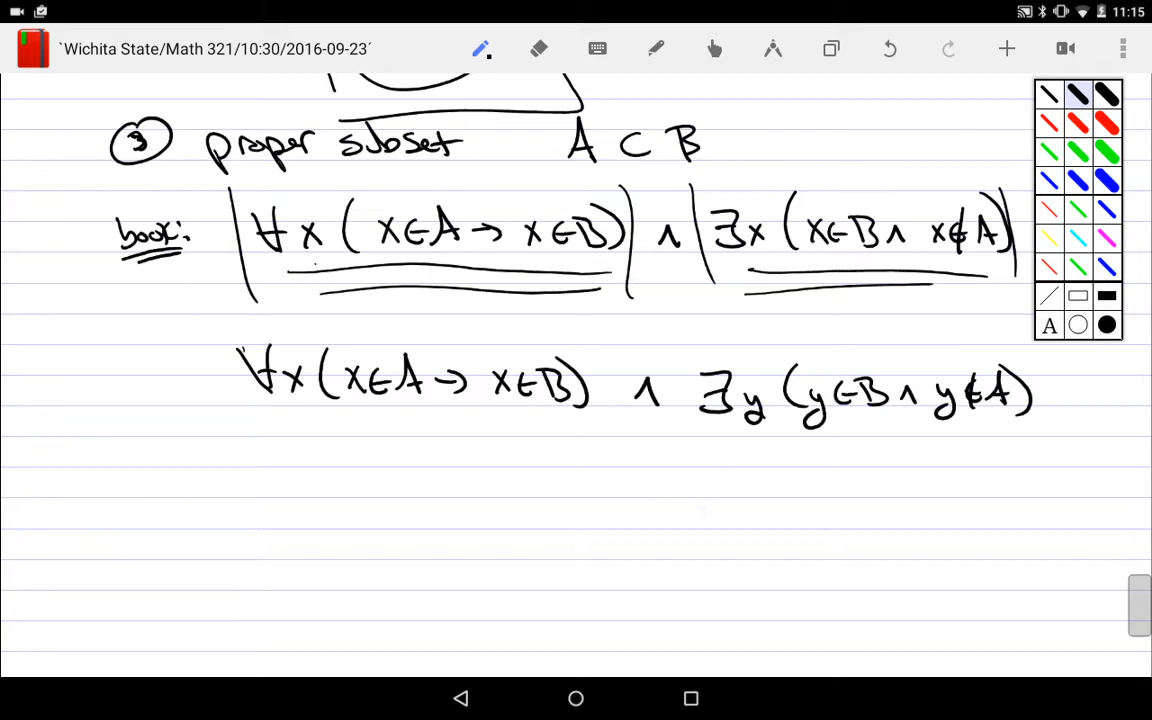 11:15
`Wichita State/Math 321/10:30/2016-09-23´
③ proper subset A ⊂ B
book: ∀x (x∈A → x∈B) ∧ ∃x (x∈B ∧ x∉A)
∀x (x∈A → x∈B) ∧ ∃y (y∈B ∧ y∉A)
A